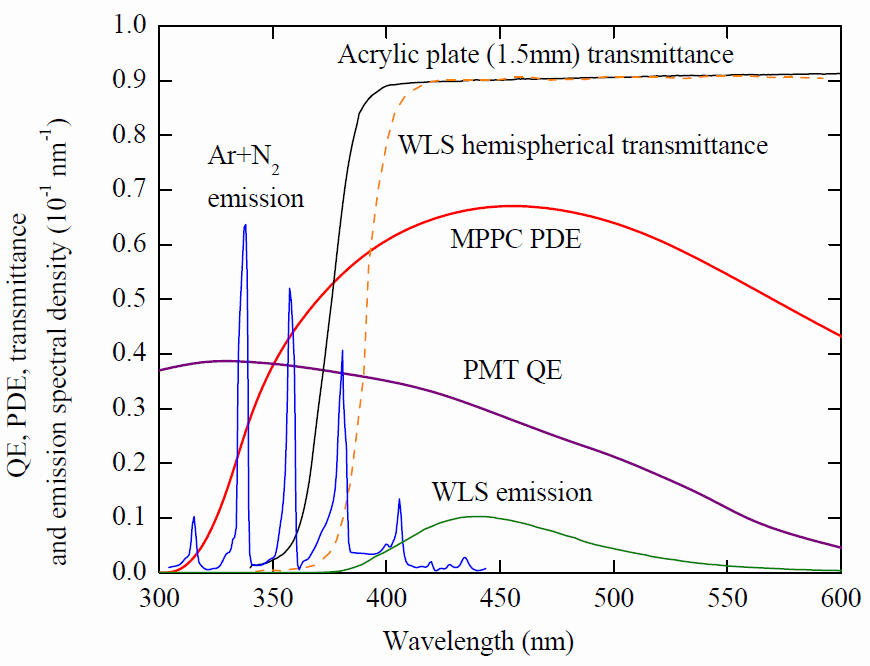 QE, PDE, transmittance
and emission spectral density (10⁻¹ nm⁻¹)
1.0
0.9
0.8
0.7
0.6
0.5
0.4
0.3
0.2
0.1
0.0
Acrylic plate (1.5mm) transmittance
WLS hemispherical transmittance
Ar+N₂
emission
MPPC PDE
PMT QE
WLS emission
300
350
400
450
500
550
600
Wavelength (nm)